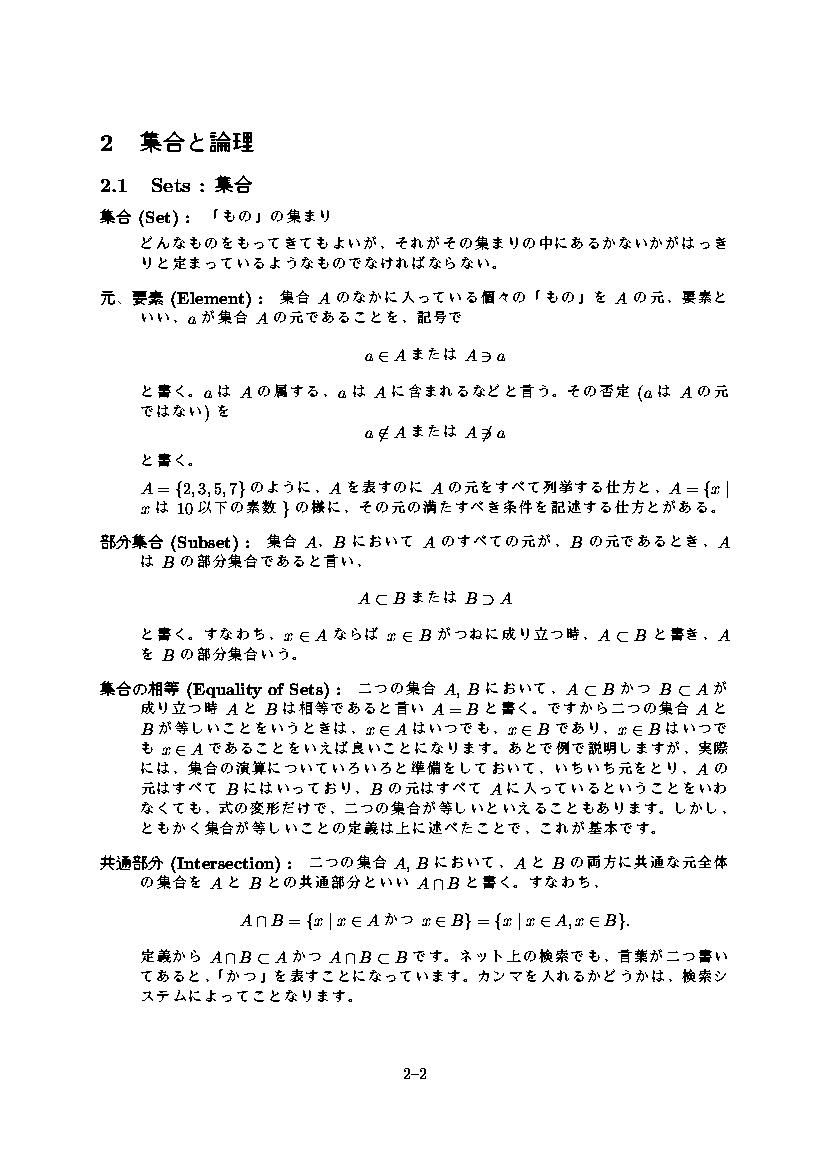 2 集合と論理
2.1 Sets : 集合
集合 (Set) : 「もの」の集まり
どんなものをもってきてもよいが、それがその集まりの中にあるかないかがはっき
りと定まっているようなものでなければならない。
元、要素 (Element) : 集合 A のなかに入っている個々の「もの」を A の元、要素と
いい、a が集合 A の元であることを、記号で
a ∈ A または A ∋ a
と書く。a は A の属する、a は A に含まれるなどと言う。その否定 (a は A の元
ではない) を
a ∉ A または A ∌ a
と書く。
A = {2, 3, 5, 7} のように、A を表すのに A の元をすべて列挙する仕方と、A = {x |
x は 10 以下の素数 } の様に、その元の満たすべき条件を記述する仕方とがある。
部分集合 (Subset) : 集合 A, B において A のすべての元が、B の元であるとき、A
は B の部分集合であると言い、
A ⊂ B または B ⊃ A
と書く。すなわち、x ∈ A ならば x ∈ B がつねに成り立つ時、A ⊂ B と書き、A
を B の部分集合いう。
集合の相等 (Equality of Sets) : 二つの集合 A, B において、A ⊂ B かつ B ⊂ A が
成り立つ時 A と B は相等であると言い A = B と書く。ですから二つの集合 A と
B が等しいことをいうときは、x ∈ A はいつでも、x ∈ B であり、x ∈ B はいつで
も x ∈ A であることをいえば良いことになります。あとで例で説明しますが、実際
には、集合の演算についていろいろと準備をしておいて、いちいち元をとり、A の
元はすべて B にはいっており、B の元はすべて A に入っているということをいわ
なくても、式の変形だけで、二つの集合が等しいといえることもあります。しかし、
ともかく集合が等しいことの定義は上に述べたことで、これが基本です。
共通部分 (Intersection) : 二つの集合 A, B において、A と B の両方に共通な元全体
の集合を A と B との共通部分といい A ∩ B と書く。すなわち、
A ∩ B = {x | x ∈ A かつ x ∈ B} = {x | x ∈ A, x ∈ B}.
定義から A ∩ B ⊂ A かつ A ∩ B ⊂ B です。ネット上の検索でも、言葉が二つ書い
てあると、「かつ」を表すことになっています。カンマを入れるかどうかは、検索シ
ステムによってことなります。
2–2